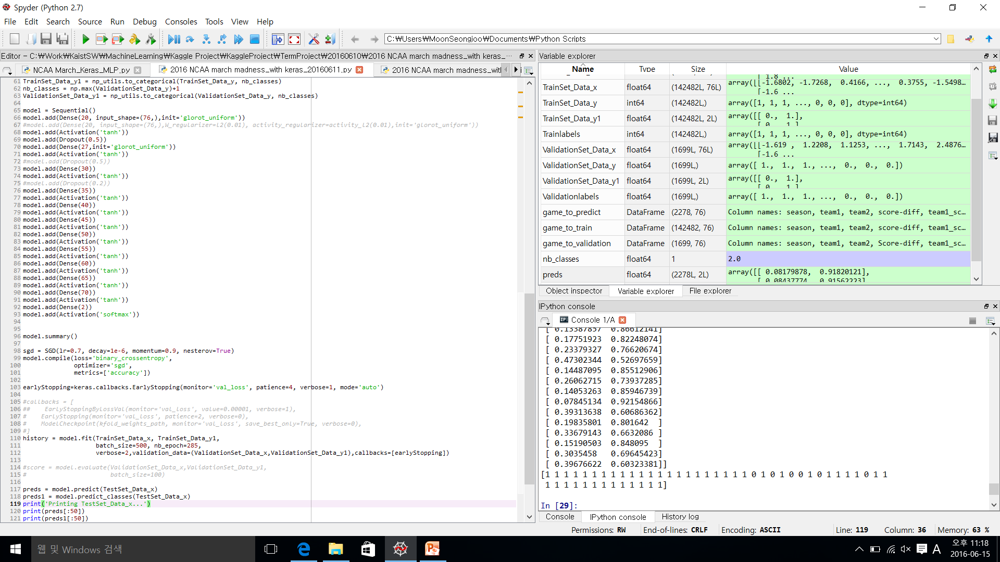 Spyder (Python 2.7)
File Edit Search Source Run Debug Consoles Tools View Help
C:₩Users₩MoonSeongjoo₩Documents₩Python Scripts
Editor - C:₩Work₩KaistSW₩MachineLearning₩Kaggle Project₩KaggleProject₩TermProject₩20160610₩2016 NCAA march madness_with keras_...
NCAA March_Keras_MLP.py
2016 NCAA march madness_with keras_20160611.py
2016 NCAA march madness_wit
61 TrainSet_Data_y1 = np_utils.to_categorical(TrainSet_Data_y, nb_classes)
62 nb_classes = np.max(ValidationSet_Data_y)+1
63 ValidationSet_Data_y1 = np_utils.to_categorical(ValidationSet_Data_y, nb_classes)
64
65 model = Sequential()
66 model.add(Dense(20, input_shape=(76,),init='glorot_uniform'))
67 #model.add(Dense(20, input_shape=(76,),W_regularizer=l2(0.01), activity_regularizer=activity_l2(0.01),init='glorot_uniform'))
68 model.add(Activation('tanh'))
69 model.add(Dropout(0.5))
70 model.add(Dense(27,init='glorot_uniform'))
71 model.add(Activation('tanh'))
72 #model.add(Dropout(0.5))
73 model.add(Dense(30))
74 model.add(Activation('tanh'))
75 #model.add(Dropout(0.2))
76 model.add(Dense(35))
77 model.add(Activation('tanh'))
78 model.add(Dense(40))
79 model.add(Activation('tanh'))
80 model.add(Dense(45))
81 model.add(Activation('tanh'))
82 model.add(Dense(50))
83 model.add(Activation('tanh'))
84 model.add(Dense(55))
85 model.add(Activation('tanh'))
86 model.add(Dense(60))
87 model.add(Activation('tanh'))
88 model.add(Dense(65))
89 model.add(Activation('tanh'))
90 model.add(Dense(70))
91 model.add(Activation('tanh'))
92 model.add(Dense(2))
93 model.add(Activation('softmax'))
94
95
96 model.summary()
97
98 sgd = SGD(lr=0.7, decay=1e-6, momentum=0.9, nesterov=True)
99 model.compile(loss='binary_crossentropy',
100 optimizer='sgd',
101 metrics=['accuracy'])
102
103 earlyStopping=keras.callbacks.EarlyStopping(monitor='val_loss', patience=4, verbose=1, mode='auto')
104
105 #callbacks = [
106 ## EarlyStoppingByLossVal(monitor='val_loss', value=0.00001, verbose=1),
107 # EarlyStopping(monitor='val_loss', patience=2, verbose=0),
108 # ModelCheckpoint(kfold_weights_path, monitor='val_loss', save_best_only=True, verbose=0),
109 #]
110 history = model.fit(TrainSet_Data_x, TrainSet_Data_y1,
111 batch_size=500, nb_epoch=285,
112 verbose=2,validation_data=(ValidationSet_Data_x,ValidationSet_Data_y1),callbacks=[earlyStopping])
113
114 #score = model.evaluate(ValidationSet_Data_x,ValidationSet_Data_y1,
115 # batch_size=100)
116
117 preds = model.predict(TestSet_Data_x)
118 preds1 = model.predict_classes(TestSet_Data_x)
119 print('Printing TestSet_Data_x...')
120 print(preds[:50])
121 print(preds1[:50])
Variable explorer
Name Type Size Value
[ 1.8 ...
TrainSet_Data_x float64 (142482L, 76L) array([[-1.6802, -1.7268, 0.4166, ..., 0.3755, -1.5498...
[-1.6 ...
TrainSet_Data_y int64 (142482L,) array([1, 1, 1, ..., 0, 0, 0], dtype=int64)
TrainSet_Data_y1 float64 (142482L, 2L) array([[ 0., 1.],
[ 0., 1.]
Trainlabels int64 (142482L,) array([1, 1, 1, ..., 0, 0, 0], dtype=int64)
ValidationSet_Data_x float64 (1699L, 76L) array([[-1.619 , 1.2208, 1.1253, ..., 1.7143, 2.4876...
[-1.6 ...
ValidationSet_Data_y float64 (1699L,) array([ 1., 1., 1., ..., 0., 0., 0.])
ValidationSet_Data_y1 float64 (1699L, 2L) array([[ 0., 1.],
[ 0., 1.]
Validationlabels float64 (1699L,) array([ 1., 1., 1., ..., 0., 0., 0.])
game_to_predict DataFrame (2278, 76) Column names: season, team1, team2, score-diff, team1_sc...
game_to_train DataFrame (142482, 76) Column names: season, team1, team2, score-diff, team1_sc...
game_to_validation DataFrame (1699, 76) Column names: season, team1, team2, Score-diff, team1_sc...
nb_classes float64 1 2.0
preds float64 (2278L, 2L) array([[ 0.08179878, 0.91820121],
[ 0.08437774, 0.91562223]
Object inspector Variable explorer File explorer
IPython console
Console 1/A
[ 0.13387857 0.86612141]
[ 0.17751923 0.82248074]
[ 0.23379327 0.76620674]
[ 0.47302344 0.52697659]
[ 0.14487095 0.85512906]
[ 0.26062715 0.73937285]
[ 0.14053263 0.85946739]
[ 0.07845134 0.92154866]
[ 0.39313638 0.60686362]
[ 0.19835801 0.801642 ]
[ 0.33679143 0.6632086 ]
[ 0.15190503 0.848095 ]
[ 0.3035458 0.69645423]
[ 0.39676622 0.60323381]]
[1 1 1 1 1 1 1 1 1 1 1 1 1 1 1 1 1 1 1 1 1 1 0 1 0 1 0 0 1 0 1 1 1 1 0 1 1
1 1 1 1 1 1 1 1 1 1 1 1 1]
In [29]:
Console IPython console History log
Permissions: RW End-of-lines: CRLF Encoding: ASCII Line: 119 Column: 36 Memory: 63 %
웹 및 Windows 검색
A
오후 11:18
2016-06-15